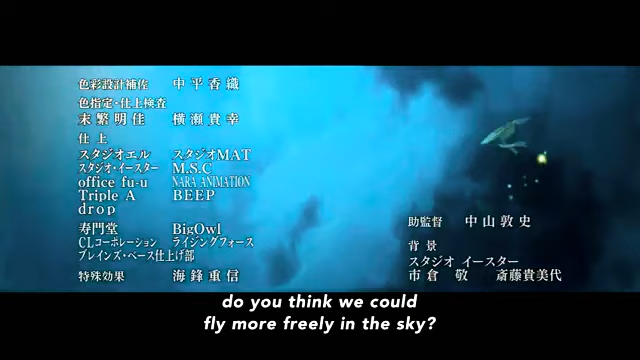 色彩設計補佐 中平香織
色指定・仕上検査
末繁明佳 横瀬貴幸
仕上
スタジオエル スタジオMAT
スタジオ・イースター M.S.C
office fu-u NARA ANIMATION
Triple A BEEP
drop
寿門堂 BigOwl
CLコーポレーション ライジングフォース
ブレインズ・ベース仕上げ部
特殊効果 海鋒重信
助監督 中山敦史
背景
スタジオ イースター
市倉 敬 斎藤貴美代
do you think we could
fly more freely in the sky?